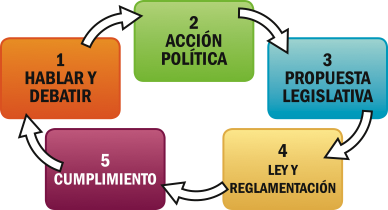 1
HABLAR Y
DEBATIR
2
ACCIÓN
POLÍTICA
3
PROPUESTA
LEGISLATIVA
4
LEY Y
REGLAMENTACIÓN
5
CUMPLIMIENTO